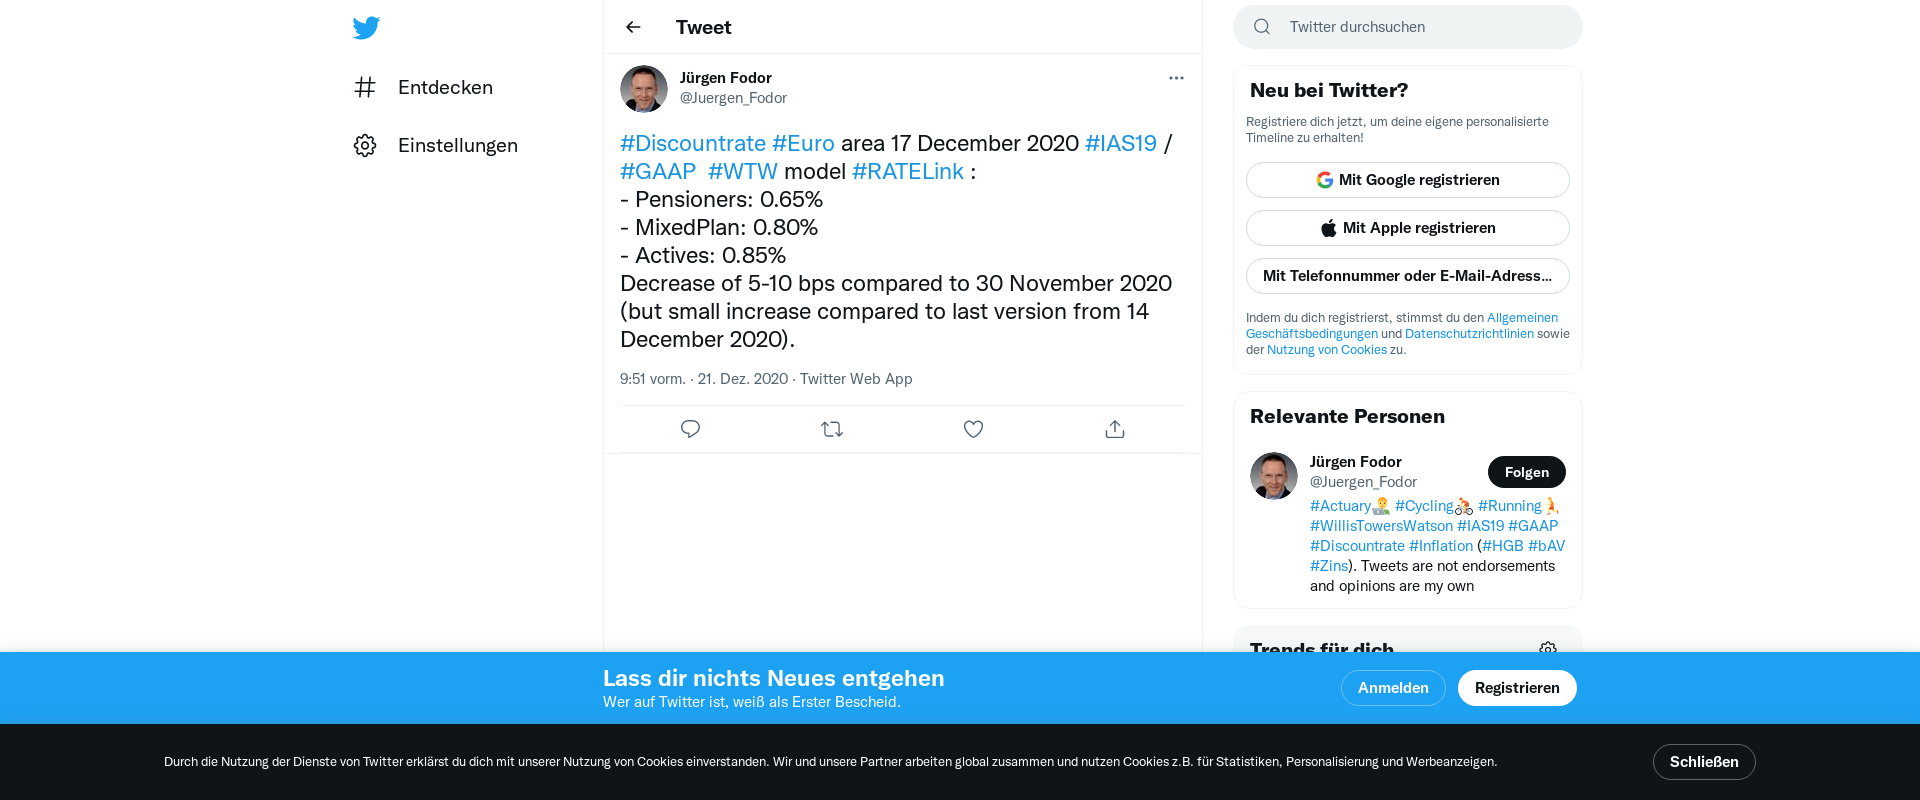 Entdecken
Einstellungen
Tweet
Jürgen Fodor
@Juergen_Fodor
#Discountrate #Euro area 17 December 2020 #IAS19 /
#GAAP  #WTW model #RATELink :
- Pensioners: 0.65%
- MixedPlan: 0.80%
- Actives: 0.85%
Decrease of 5-10 bps compared to 30 November 2020
(but small increase compared to last version from 14
December 2020).
9:51 vorm. · 21. Dez. 2020 · Twitter Web App
Twitter durchsuchen
Neu bei Twitter?
Registriere dich jetzt, um deine eigene personalisierte
Timeline zu erhalten!
Mit Google registrieren
Mit Apple registrieren
Mit Telefonnummer oder E-Mail-Adress...
Indem du dich registrierst, stimmst du den Allgemeinen
Geschäftsbedingungen und Datenschutzrichtlinien sowie
der Nutzung von Cookies zu.
Relevante Personen
Jürgen Fodor
@Juergen_Fodor
Folgen
#Actuary #Cycling #Running
#WillisTowersWatson #IAS19 #GAAP
#Discountrate #Inflation (#HGB #bAV
#Zins). Tweets are not endorsements
and opinions are my own
Trends für dich
Lass dir nichts Neues entgehen
Wer auf Twitter ist, weiß als Erster Bescheid.
Anmelden
Registrieren
Durch die Nutzung der Dienste von Twitter erklärst du dich mit unserer Nutzung von Cookies einverstanden. Wir und unsere Partner arbeiten global zusammen und nutzen Cookies z.B. für Statistiken, Personalisierung und Werbeanzeigen.
Schließen